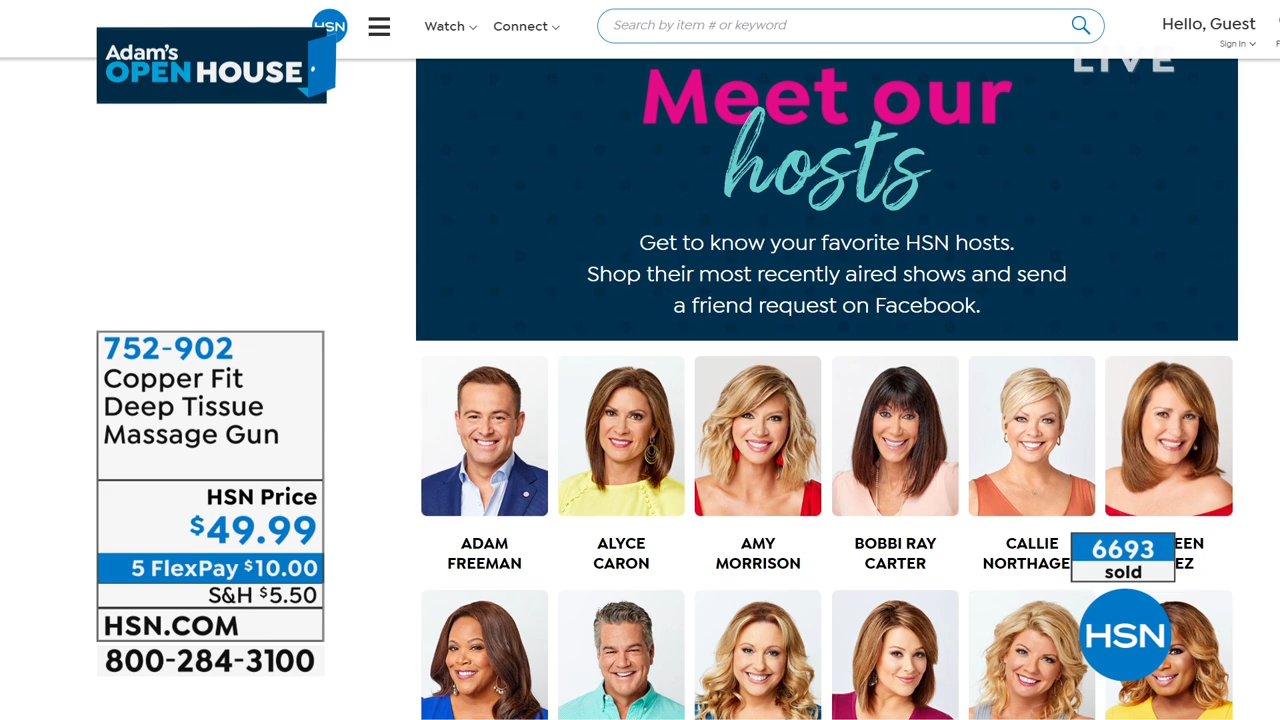 HSN
Watch
Connect
Search by item # or keyword
Hello, Guest
Sign In
Adam's
OPEN HOUSE
LIVE
Meet our
hosts
Get to know your favorite HSN hosts.
Shop their most recently aired shows and send
a friend request on Facebook.
752-902
Copper Fit
Deep Tissue
Massage Gun
HSN Price
$49.99
5 FlexPay $10.00
S&H $5.50
HSN.COM
800-284-3100
ADAM
FREEMAN
ALYCE
CARON
AMY
MORRISON
BOBBI RAY
CARTER
CALLIE
NORTHAGE
EEN
EZ
6693
sold
HSN